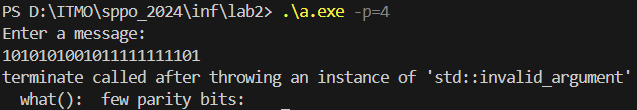 PS D:\ITMO\sppo_2024\inf\lab2> .\a.exe -p=4
Enter a message:
1010101001011111111101
terminate called after throwing an instance of 'std::invalid_argument'
  what():  few parity bits: